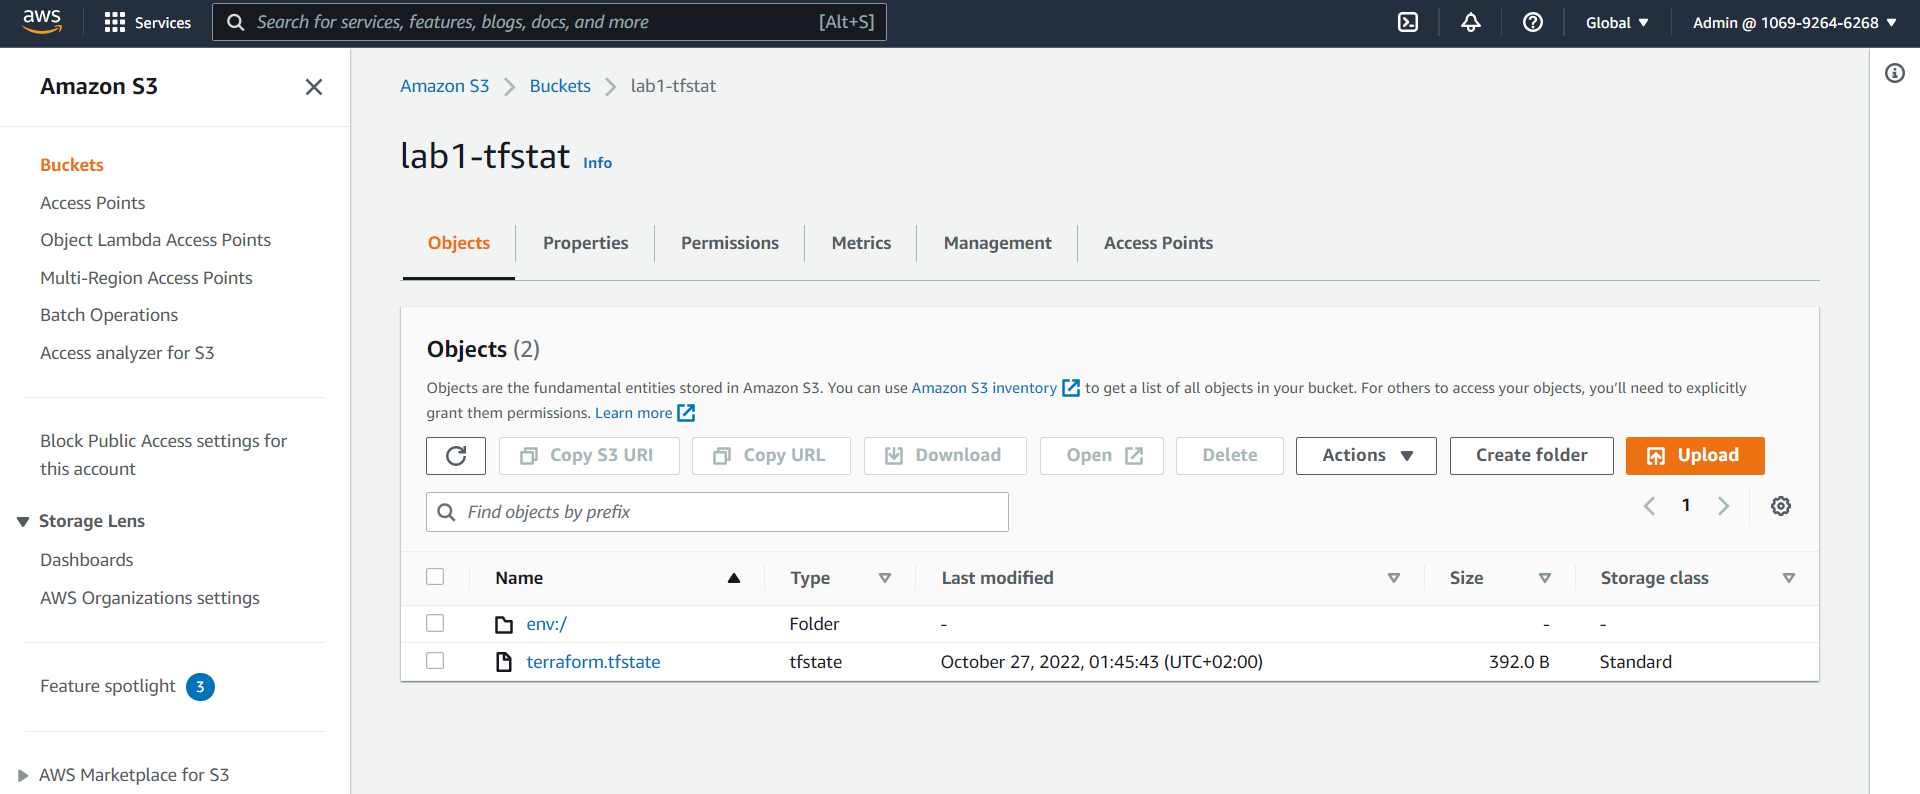 aws
Services
Search for services, features, blogs, docs, and more [Alt+S]
Global
Admin @ 1069-9264-6268
Amazon S3
Buckets
Access Points
Object Lambda Access Points
Multi-Region Access Points
Batch Operations
Access analyzer for S3
Block Public Access settings for
this account
Storage Lens
Dashboards
AWS Organizations settings
Feature spotlight 3
AWS Marketplace for S3
Amazon S3 > Buckets > lab1-tfstat
lab1-tfstat Info
Objects Properties Permissions Metrics Management Access Points
Objects (2)
Objects are the fundamental entities stored in Amazon S3. You can use Amazon S3 inventory to get a list of all objects in your bucket. For others to access your objects, you'll need to explicitly
grant them permissions. Learn more
Copy S3 URI Copy URL Download Open Delete Actions Create folder Upload
Find objects by prefix
1
Name Type Last modified Size Storage class
env:/ Folder - - -
terraform.tfstate tfstate October 27, 2022, 01:45:43 (UTC+02:00) 392.0 B Standard